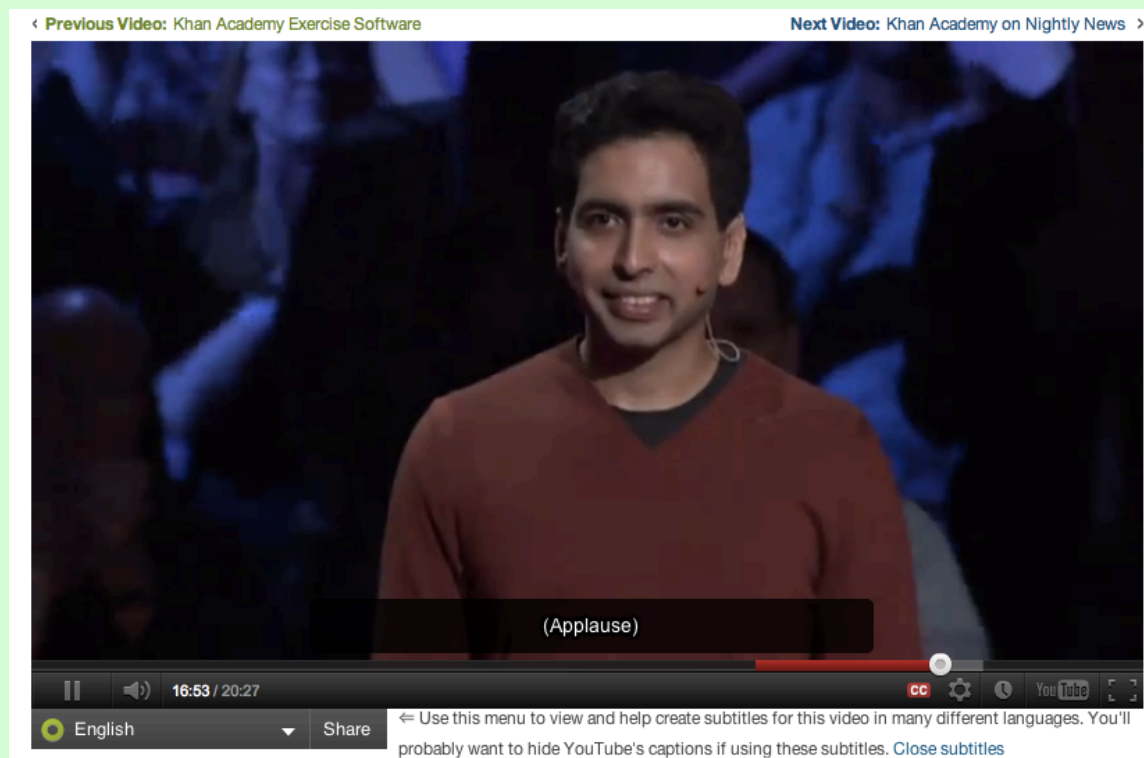 ‹ Previous Video: Khan Academy Exercise Software
Next Video: Khan Academy on Nightly News ›
(Applause)
16:53 / 20:27
CC
YouTube
English
Share
⇐ Use this menu to view and help create subtitles for this video in many different languages. You'll
probably want to hide YouTube's captions if using these subtitles. Close subtitles